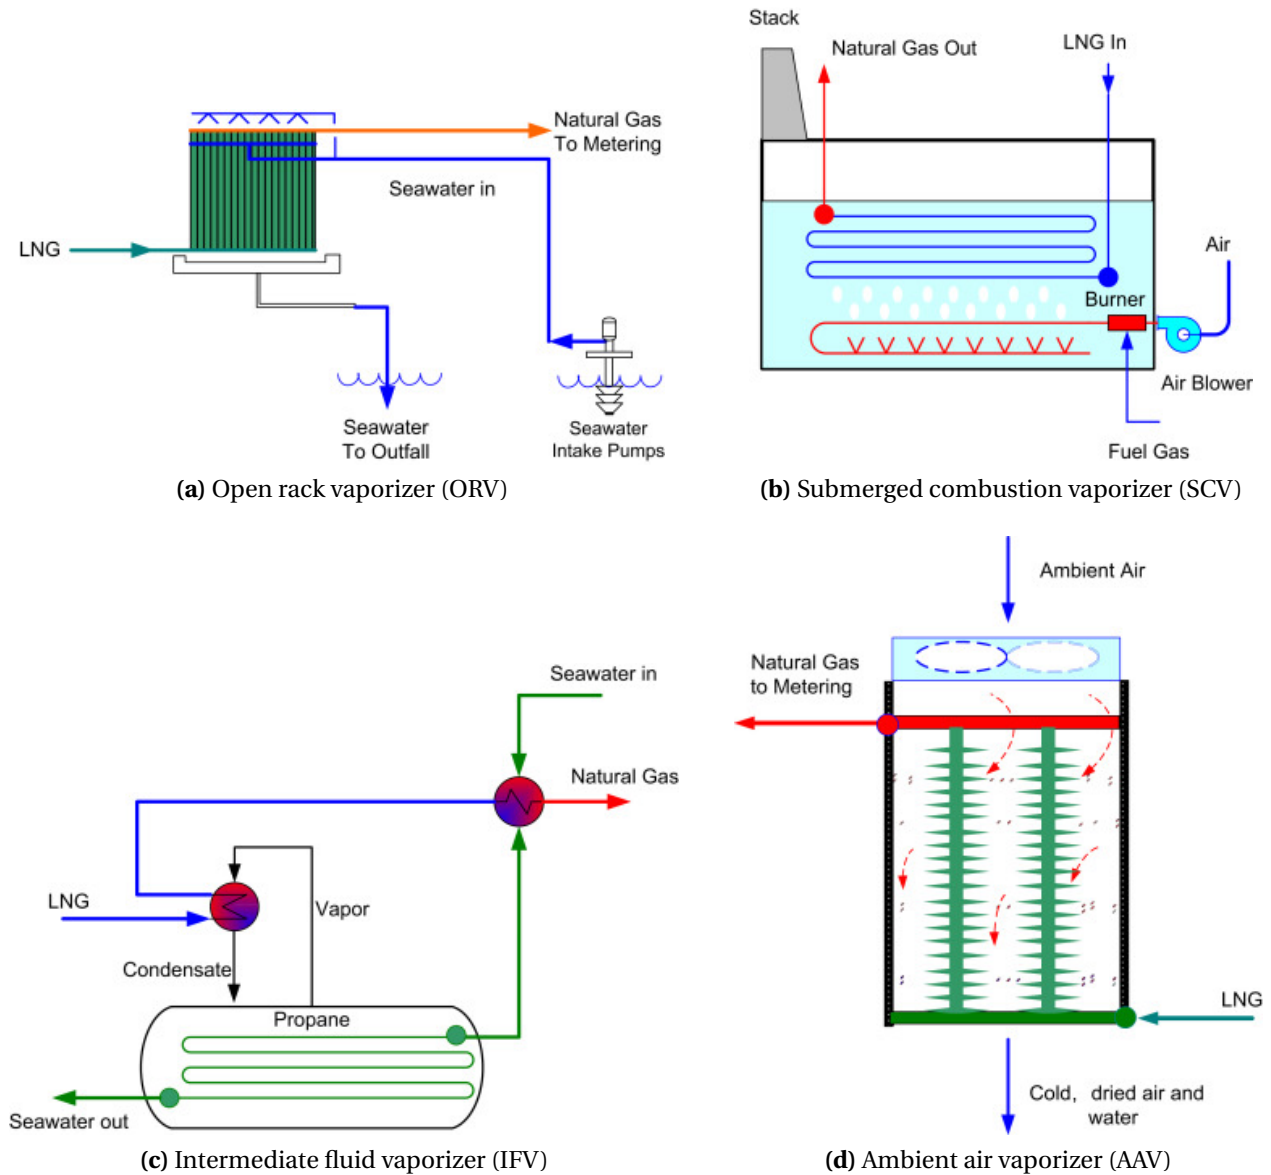 Natural Gas
To Metering
Seawater in
LNG
Seawater
To Outfall
Seawater
Intake Pumps
(a) Open rack vaporizer (ORV)
Stack
Natural Gas Out
LNG In
Air
Burner
Air Blower
Fuel Gas
(b) Submerged combustion vaporizer (SCV)
Seawater in
Natural Gas
LNG
Vapor
Condensate
Propane
Seawater out
(c) Intermediate fluid vaporizer (IFV)
Ambient Air
Natural Gas
to Metering
LNG
Cold, dried air and
water
(d) Ambient air vaporizer (AAV)